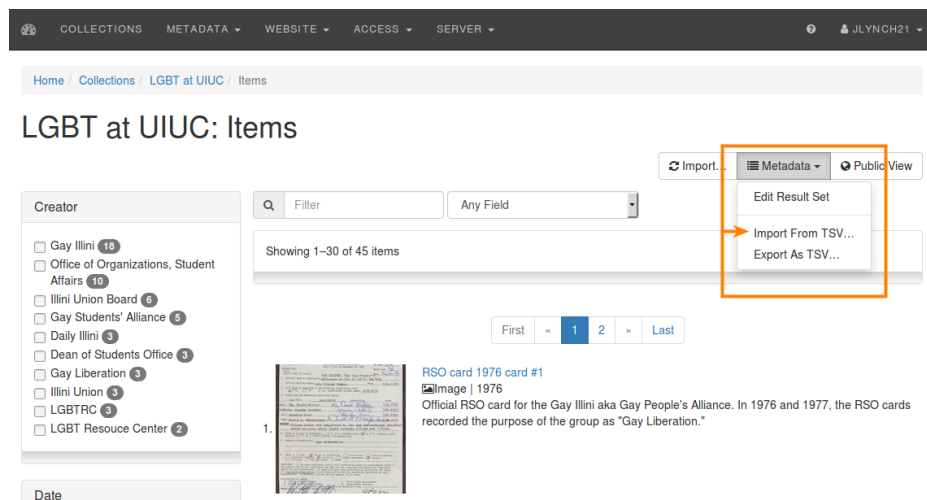 COLLECTIONS METADATA WEBSITE ACCESS SERVER JLYNCH21
Home / Collections / LGBT at UIUC / Items
LGBT at UIUC: Items
Import... Metadata Public View
Edit Result Set
Import From TSV...
Export As TSV...
Filter Any Field
Showing 1–30 of 45 items
Creator
Gay Illini 18
Office of Organizations, Student
Affairs 10
Illini Union Board 6
Gay Students' Alliance 5
Daily Illini 3
Dean of Students Office 3
Gay Liberation 3
Illini Union 3
LGBTRC 3
LGBT Resouce Center 2
Date
First « 1 2 » Last
1.
RSO card 1976 card #1
Image | 1976
Official RSO card for the Gay Illini aka Gay People's Alliance. In 1976 and 1977, the RSO cards
recorded the purpose of the group as "Gay Liberation."